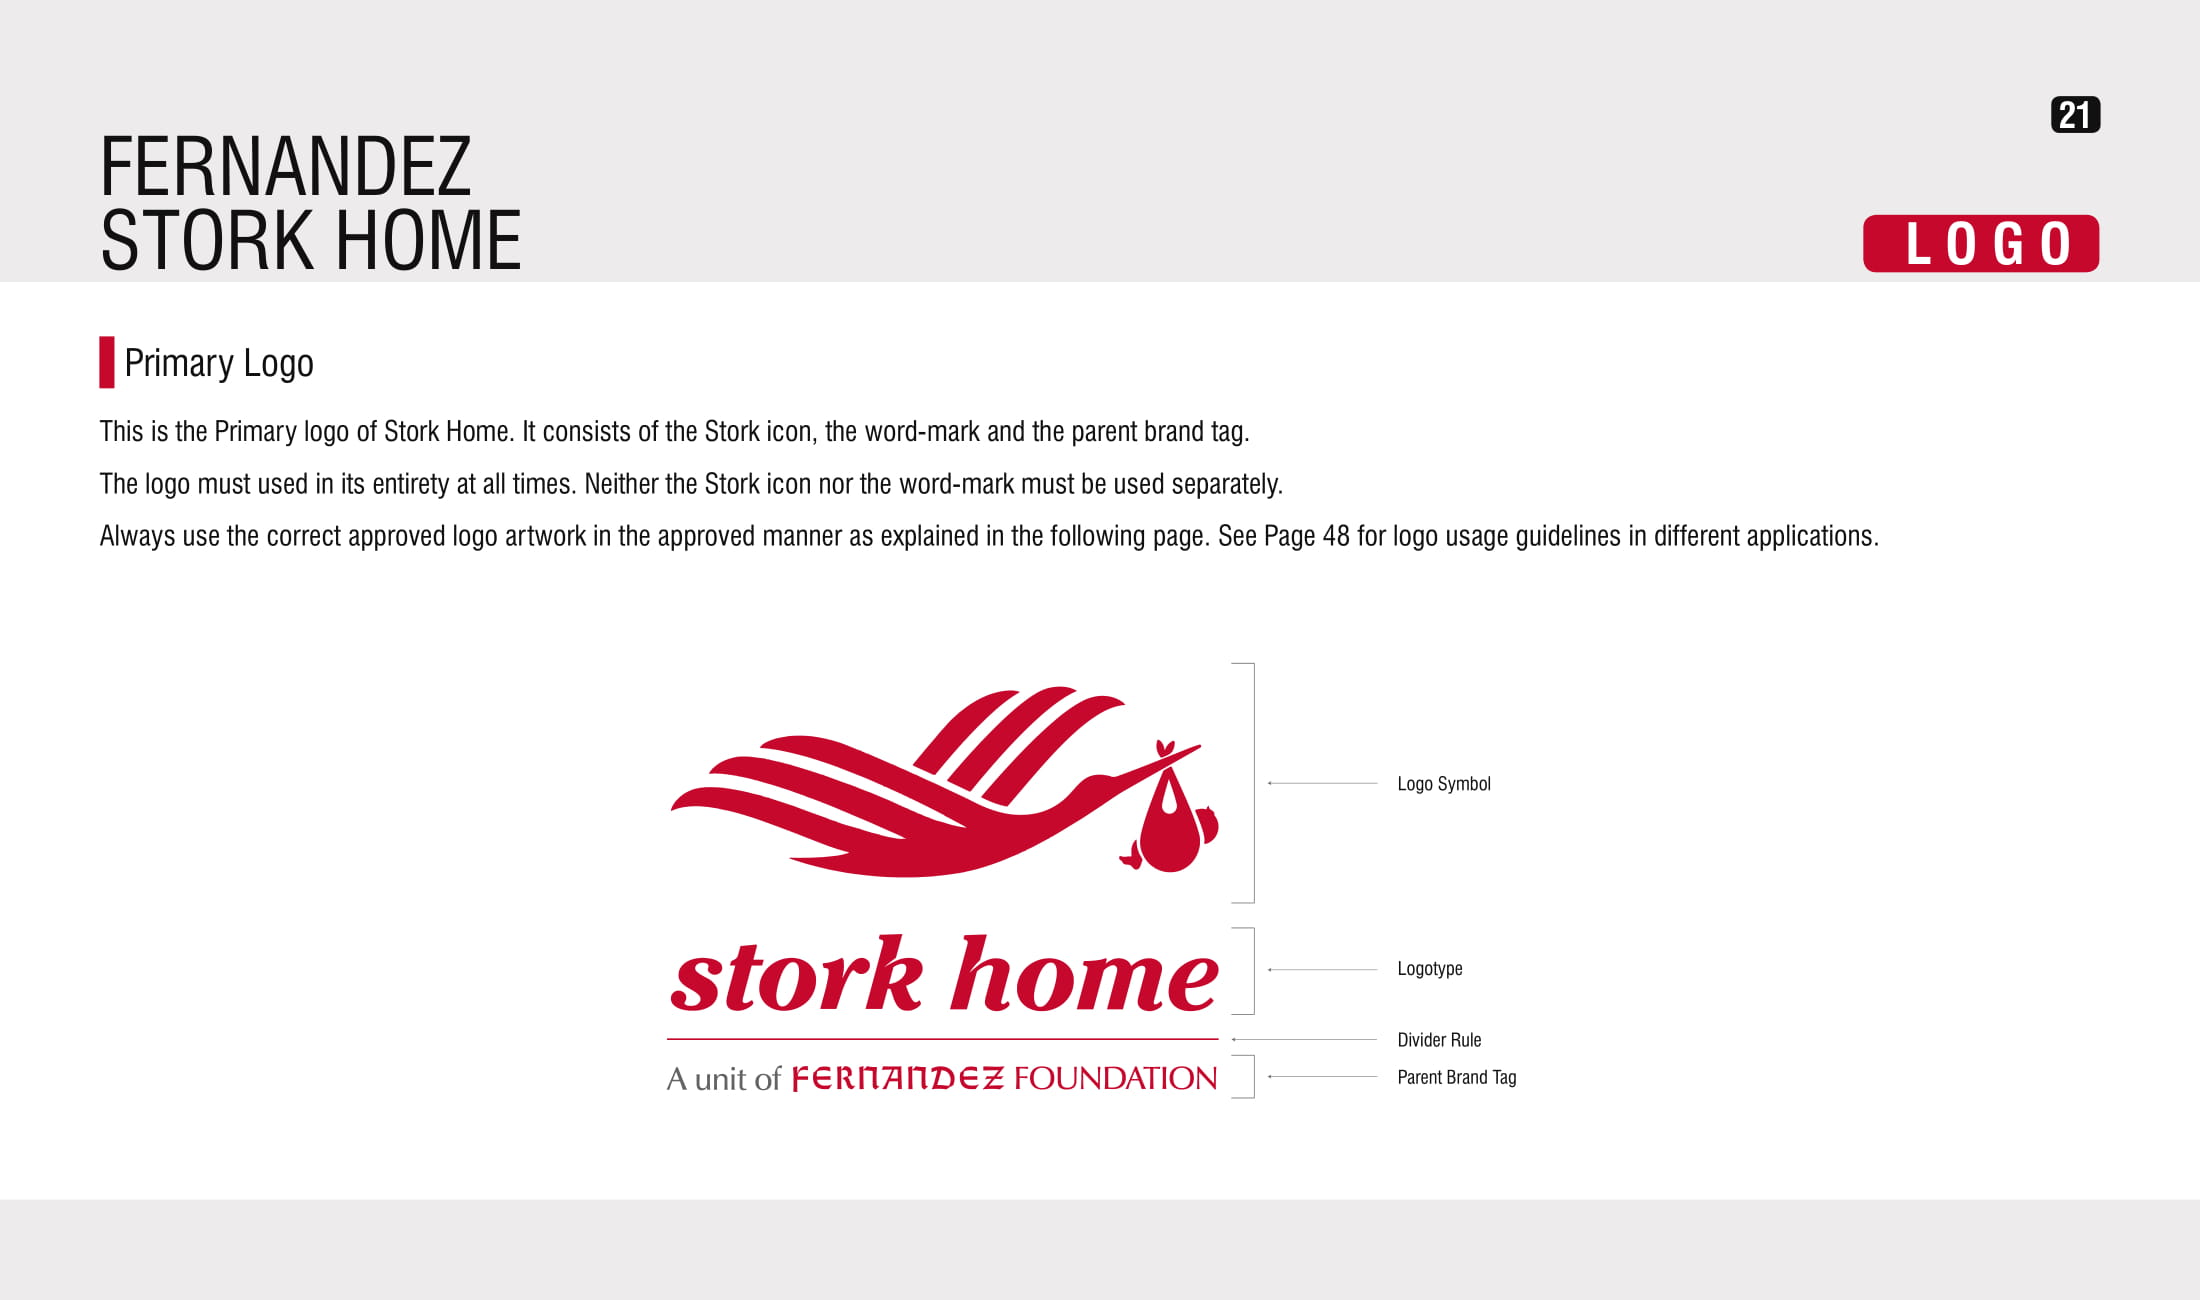 21
FERNANDEZ
STORK HOME
LOGO
Primary Logo
This is the Primary logo of Stork Home. It consists of the Stork icon, the word-mark and the parent brand tag.
The logo must used in its entirety at all times. Neither the Stork icon nor the word-mark must be used separately.
Always use the correct approved logo artwork in the approved manner as explained in the following page. See Page 48 for logo usage guidelines in different applications.
Logo Symbol
stork home
Logotype
Divider Rule
A unit of FERNANDEZ FOUNDATION
Parent Brand Tag